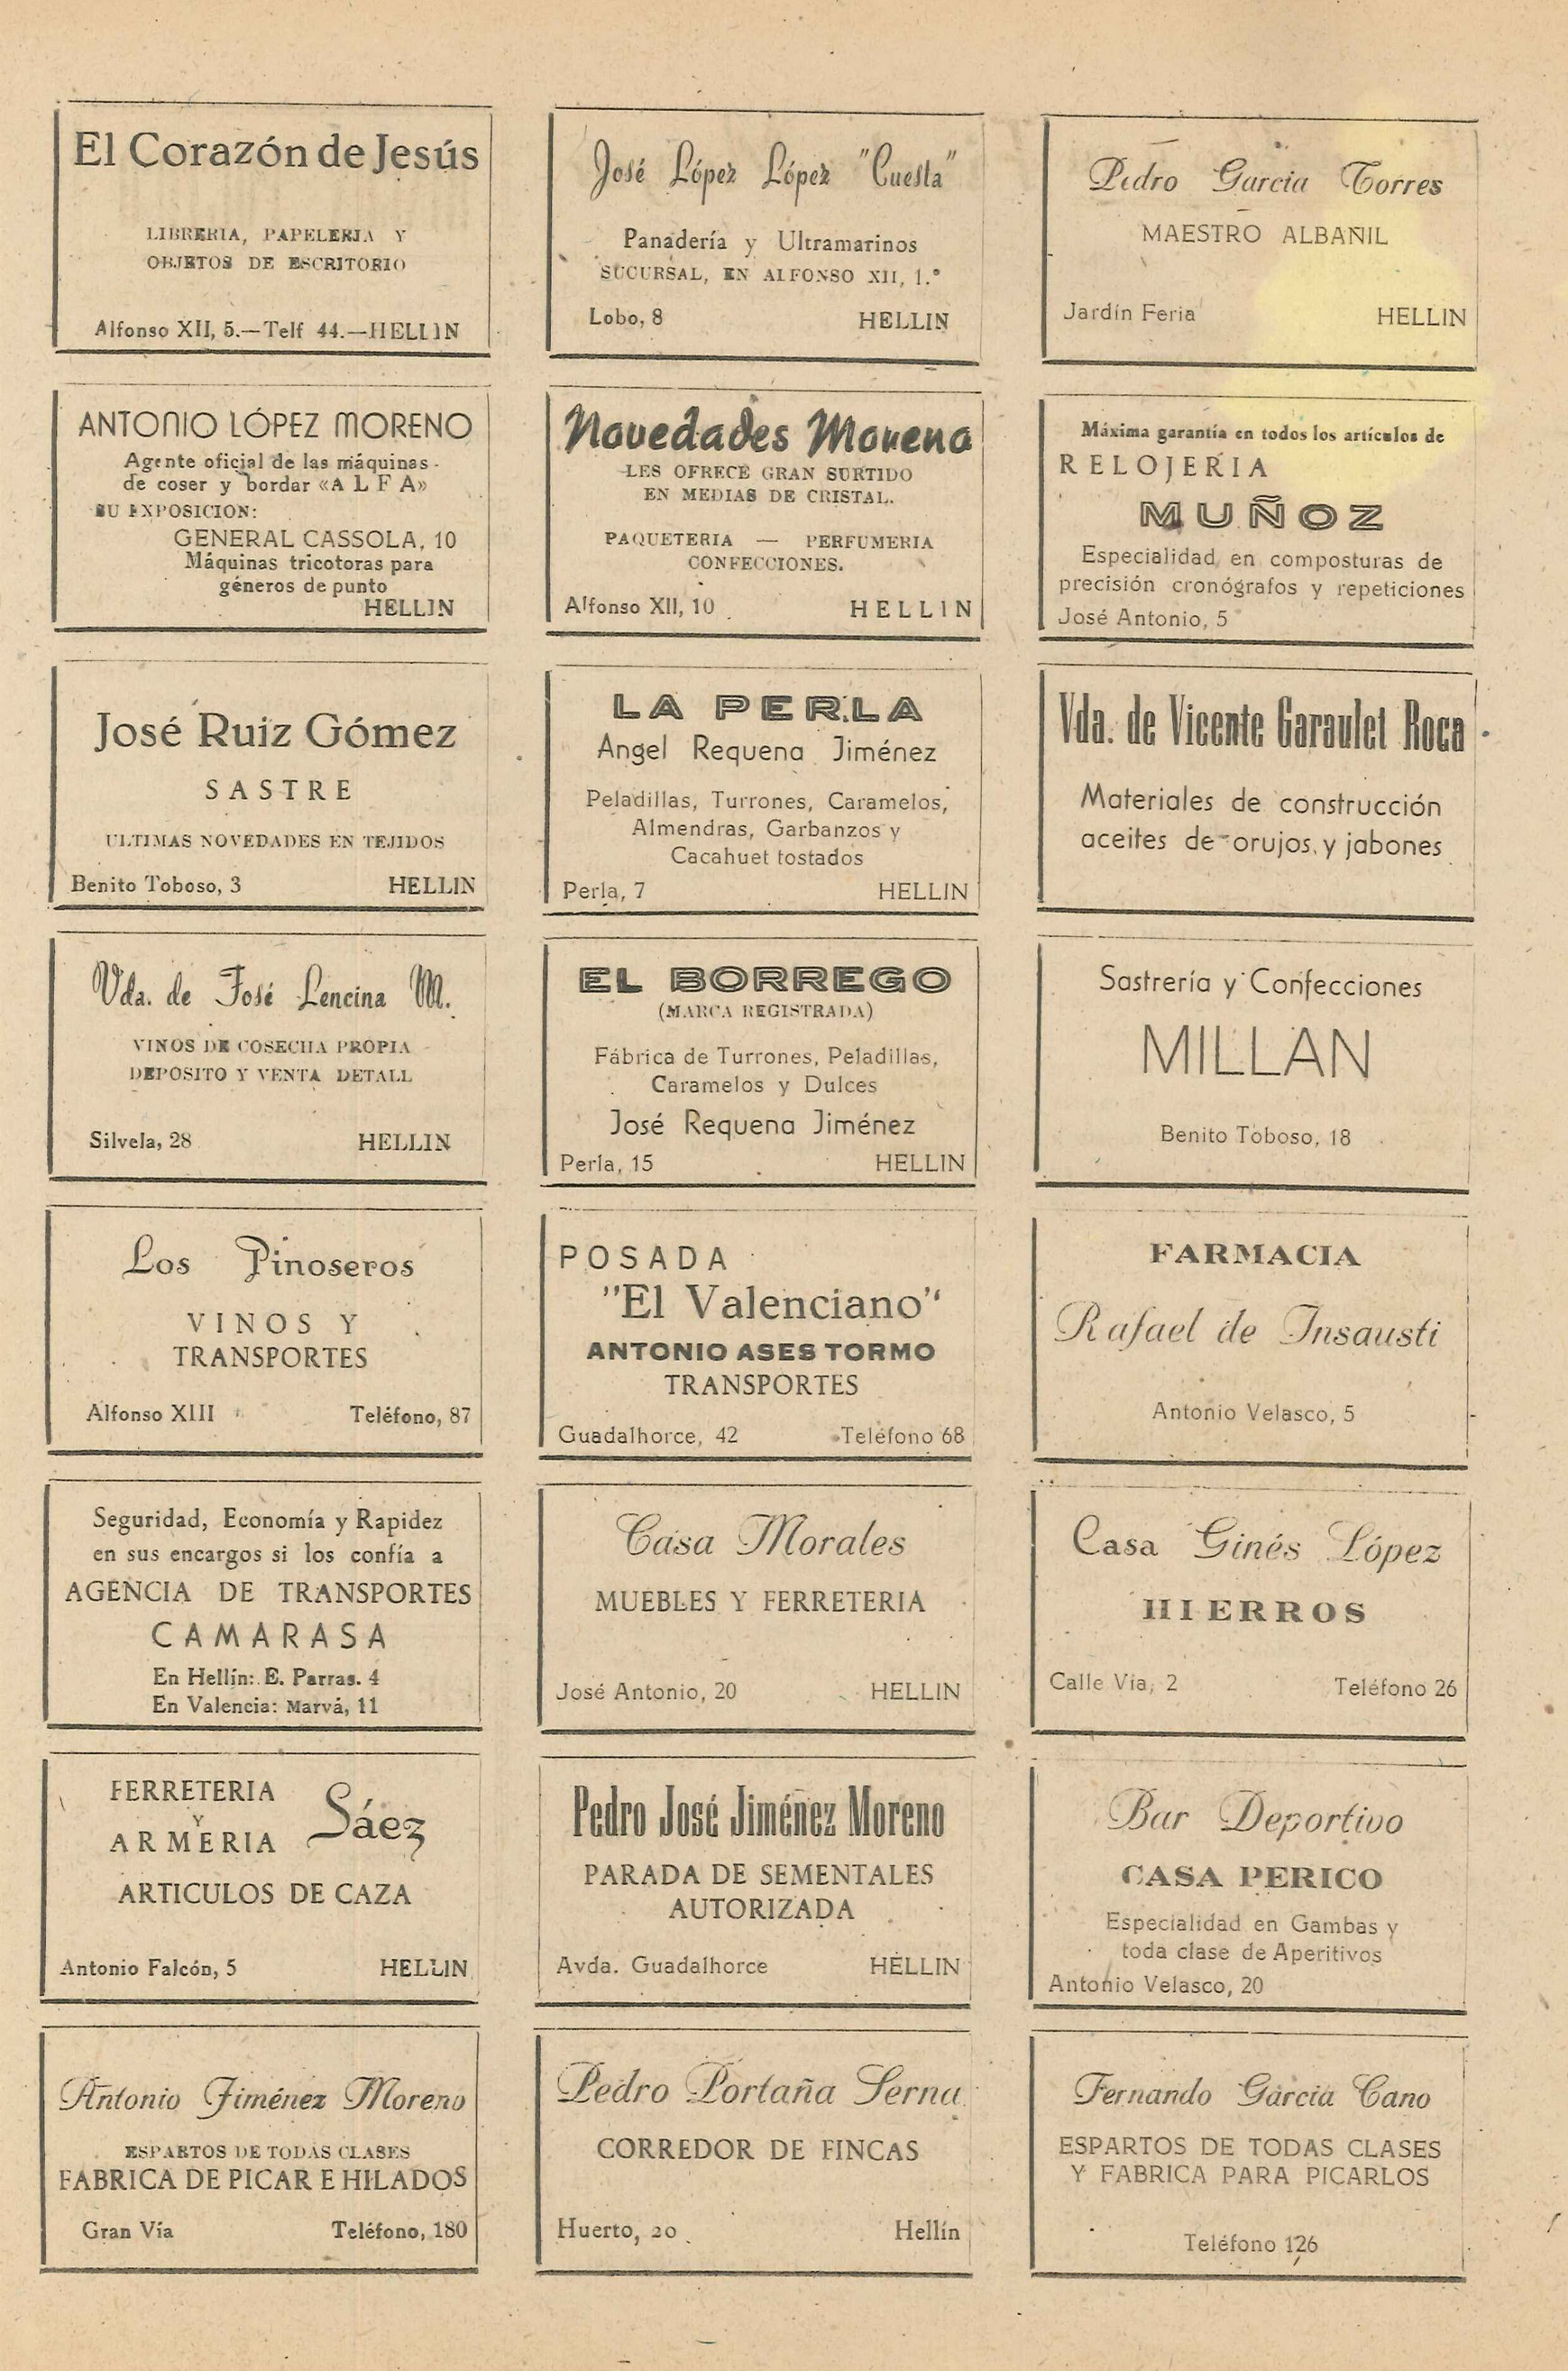 El Corazón de Jesús
LIBRERIA, PAPELERIA Y
OBJETOS DE ESCRITORIO
Alfonso XII, 5.—Telf 44.—HELLIN
José López López "Cuesta"
Panadería y Ultramarinos
SUCURSAL, EN ALFONSO XII, 1.º
Lobo, 8 HELLIN
Pedro García Torres
MAESTRO ALBAÑIL
Jardín Feria HELLIN
ANTONIO LÓPEZ MORENO
Agente oficial de las máquinas
de coser y bordar «A L F A»
SU EXPOSICION:
GENERAL CASSOLA, 10
Máquinas tricotoras para
géneros de punto
HELLIN
Novedades Moreno
LES OFRECE GRAN SURTIDO
EN MEDIAS DE CRISTAL.
PAQUETERIA — PERFUMERIA
CONFECCIONES.
Alfonso XII, 10 HELLIN
Máxima garantía en todos los artículos de
RELOJERIA
MUÑOZ
Especialidad en composturas de
precisión cronógrafos y repeticiones
José Antonio, 5
José Ruiz Gómez
SASTRE
ULTIMAS NOVEDADES EN TEJIDOS
Benito Toboso, 3 HELLIN
LA PERLA
Angel Requena Jiménez
Peladillas, Turrones, Caramelos,
Almendras, Garbanzos y
Cacahuet tostados
Perla, 7 HELLIN
Vda. de Vicente Garaulet Roca
Materiales de construcción
aceites de orujos y jabones
Vda. de José Lencina M.
VINOS DE COSECHA PROPIA
DEPOSITO Y VENTA DETALL
Silvela, 28 HELLIN
EL BORREGO
(MARCA REGISTRADA)
Fábrica de Turrones, Peladillas,
Caramelos y Dulces
José Requena Jiménez
Perla, 15 HELLIN
Sastrería y Confecciones
MILLAN
Benito Toboso, 18
Los Pinoseros
VINOS Y
TRANSPORTES
Alfonso XIII Teléfono, 87
POSADA
"El Valenciano"
ANTONIO ASES TORMO
TRANSPORTES
Guadalhorce, 42 Teléfono 68
FARMACIA
Rafael de Insausti
Antonio Velasco, 5
Seguridad, Economía y Rapidez
en sus encargos si los confía a
AGENCIA DE TRANSPORTES
CAMARASA
En Hellín: E. Parras. 4
En Valencia: Marvá, 11
Casa Morales
MUEBLES Y FERRETERIA
José Antonio, 20 HELLIN
Casa Ginés López
HIERROS
Calle Vía, 2 Teléfono 26
FERRETERIA
Y
ARMERIA Sáez
ARTICULOS DE CAZA
Antonio Falcón, 5 HELLIN
Pedro José Jiménez Moreno
PARADA DE SEMENTALES
AUTORIZADA
Avda. Guadalhorce HELLIN
Bar Deportivo
CASA PERICO
Especialidad en Gambas y
toda clase de Aperitivos
Antonio Velasco, 20
Antonio Jiménez Moreno
ESPARTOS DE TODAS CLASES
FABRICA DE PICAR E HILADOS
Gran Vía Teléfono, 180
Pedro Portaña Serna
CORREDOR DE FINCAS
Huerto, 20 Hellín
Fernando García Cano
ESPARTOS DE TODAS CLASES
Y FABRICA PARA PICARLOS
Teléfono 126